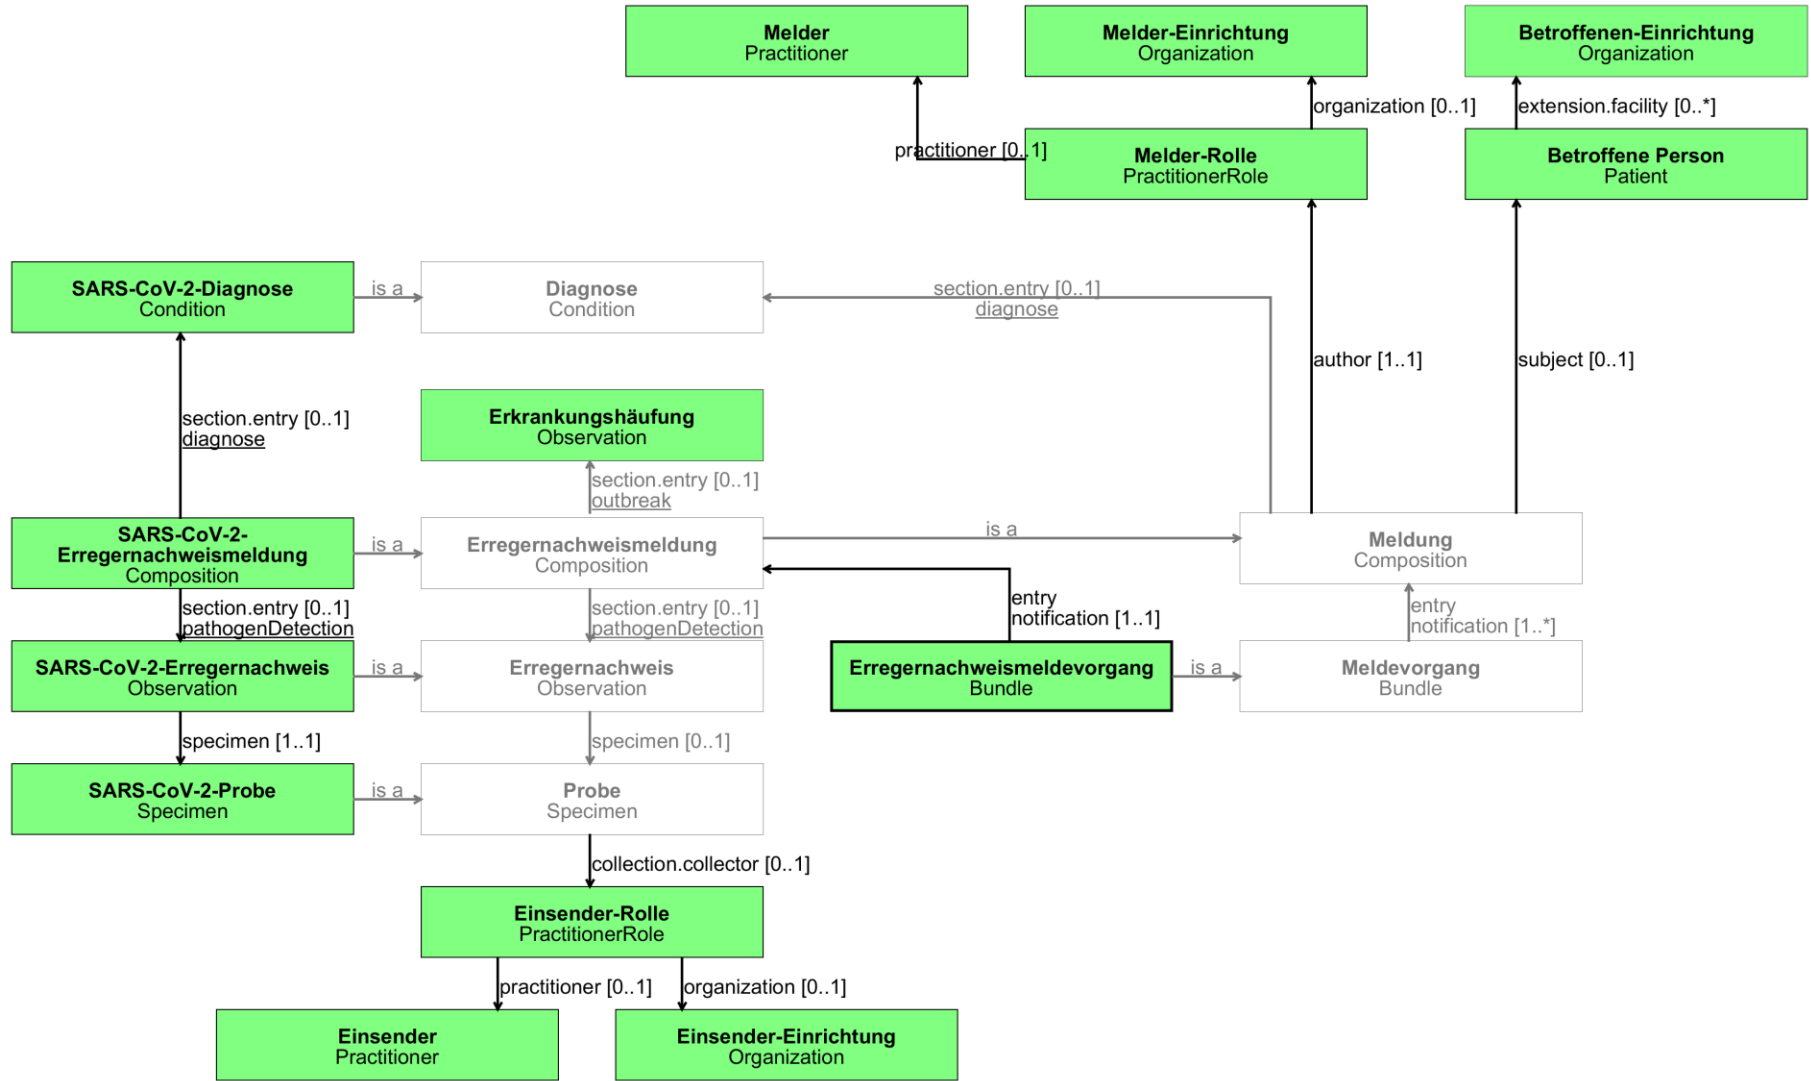 Melder
Practitioner
Melder-Einrichtung
Organization
Betroffenen-Einrichtung
Organization
organization [0..1]
extension.facility [0..*]
practitioner [0..1]
Melder-Rolle
PractitionerRole
Betroffene Person
Patient
SARS-CoV-2-Diagnose
Condition
is a
Diagnose
Condition
section.entry [0..1]
diagnose
author [1..1]
subject [0..1]
section.entry [0..1]
diagnose
Erkrankungshäufung
Observation
section.entry [0..1]
outbreak
SARS-CoV-2-
Erregernachweismeldung
Composition
is a
Erregernachweismeldung
Composition
is a
Meldung
Composition
section.entry [0..1]
pathogenDetection
section.entry [0..1]
pathogenDetection
entry
notification [1..1]
entry
notification [1..*]
SARS-CoV-2-Erregernachweis
Observation
is a
Erregernachweis
Observation
Erregernachweismeldevorgang
Bundle
is a
Meldevorgang
Bundle
specimen [1..1]
specimen [0..1]
SARS-CoV-2-Probe
Specimen
is a
Probe
Specimen
collection.collector [0..1]
Einsender-Rolle
PractitionerRole
practitioner [0..1]
organization [0..1]
Einsender
Practitioner
Einsender-Einrichtung
Organization